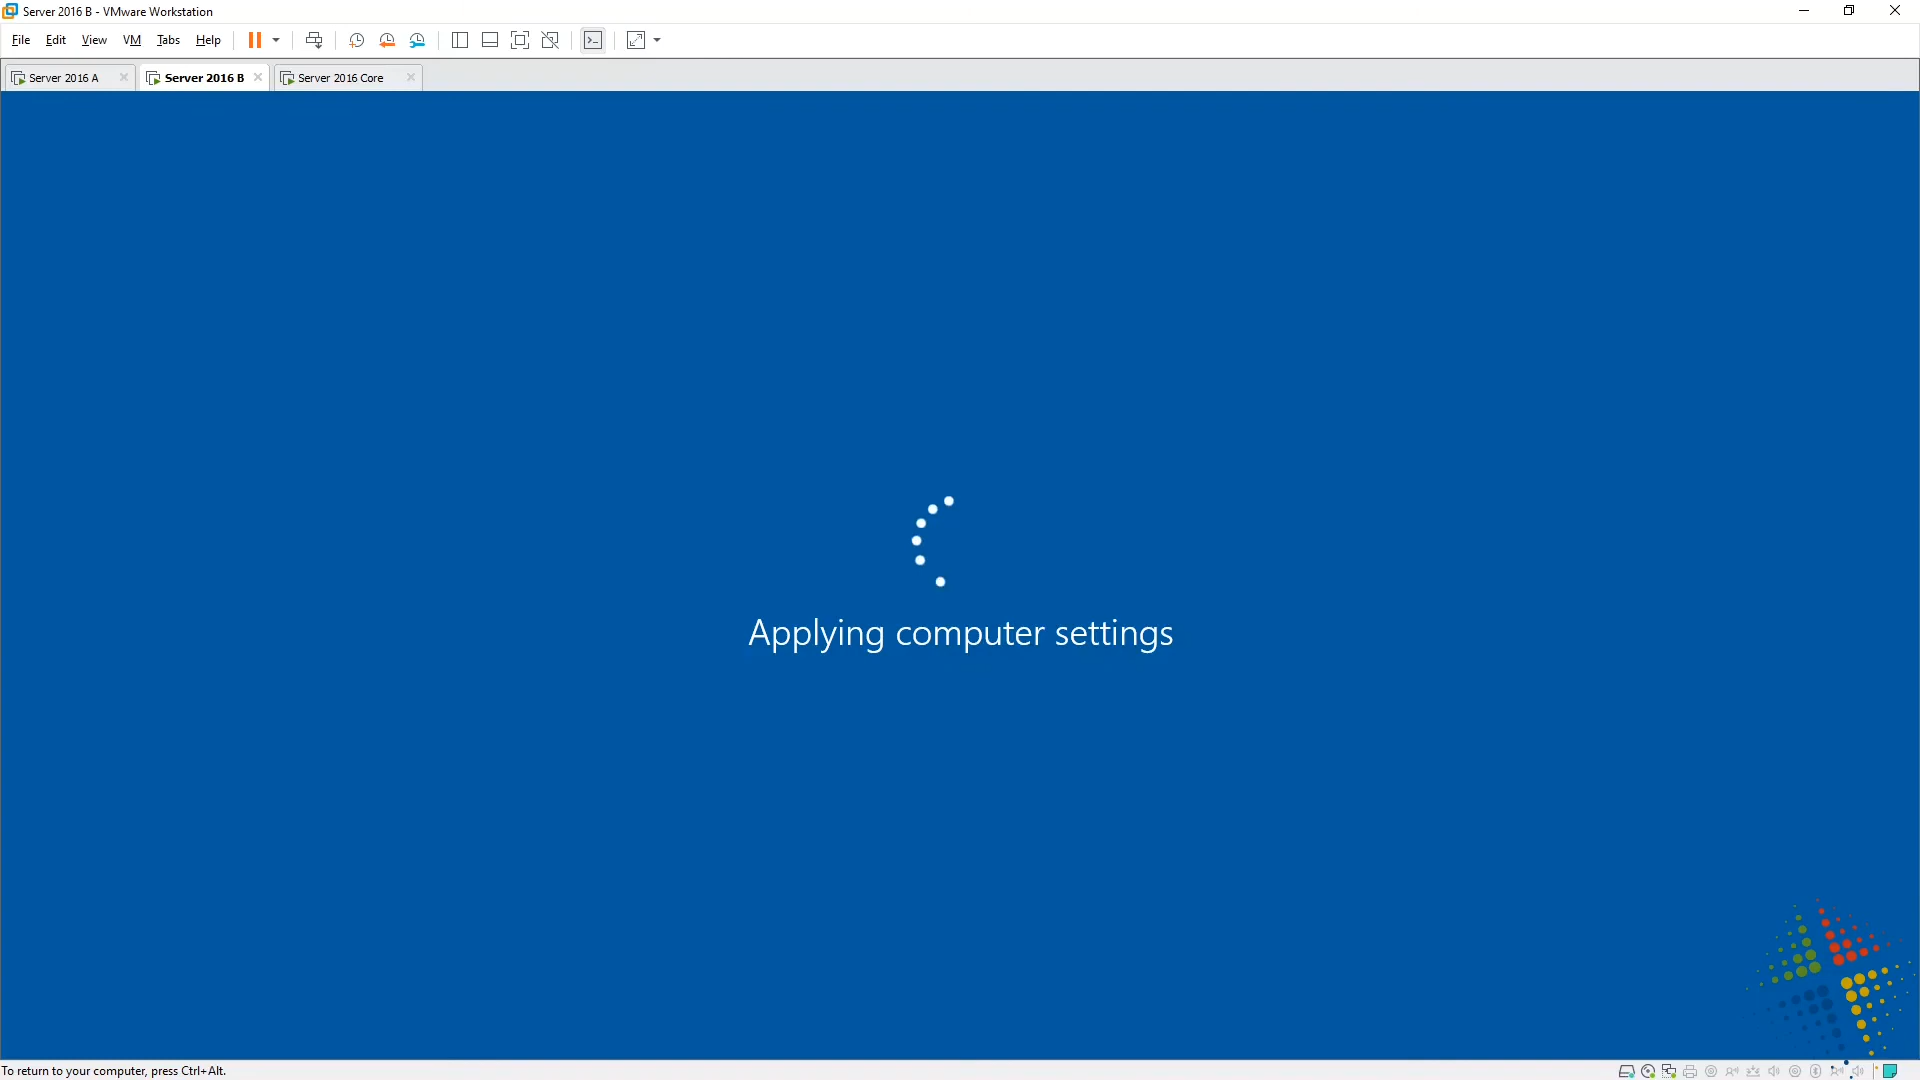 Server 2016 B - VMware Workstation
File Edit View VM Tabs Help
Server 2016 A Server 2016 B Server 2016 Core
Applying computer settings
To return to your computer, press Ctrl+Alt.